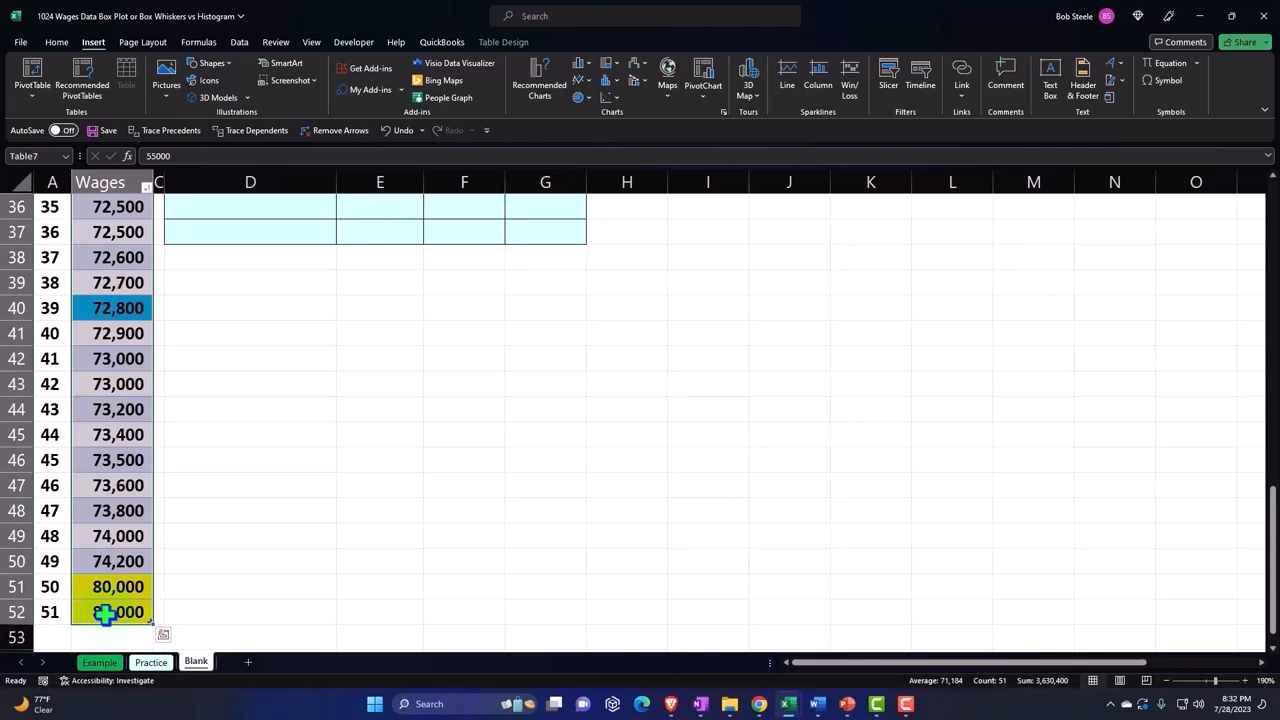 1024 Wages Data Box Plot or Box Whiskers vs Histogram
Search
Bob Steele
BS
File Home Insert Page Layout Formulas Data Review View Developer Help QuickBooks Table Design
Comments
Share
PivotTable
Recommended PivotTables
Table
Tables
Pictures
Shapes
Icons
3D Models
SmartArt
Screenshot
Illustrations
Get Add-ins
My Add-ins
Visio Data Visualizer
Bing Maps
People Graph
Add-ins
Recommended Charts
Maps
PivotChart
Charts
3D Map
Tours
Line
Column
Win/Loss
Sparklines
Slicer
Timeline
Filters
Link
Links
Comment
Comments
Text Box
Header & Footer
Text
Equation
Symbol
Symbols
AutoSave Off Save Trace Precedents Trace Dependents Remove Arrows Undo Redo
Table7 fx 55000
A Wages C D E F G H I J K L M N O
36 35 72,500
37 36 72,500
38 37 72,600
39 38 72,700
40 39 72,800
41 40 72,900
42 41 73,000
43 42 73,000
44 43 73,200
45 44 73,400
46 45 73,500
47 46 73,600
48 47 73,800
49 48 74,000
50 49 74,200
51 50 80,000
52 51
53
Example Practice Blank
Ready Accessibility: Investigate Average: 71,184 Count: 51 Sum: 3,630,400 190%
77°F
Clear
Search
8:32 PM
7/28/2023